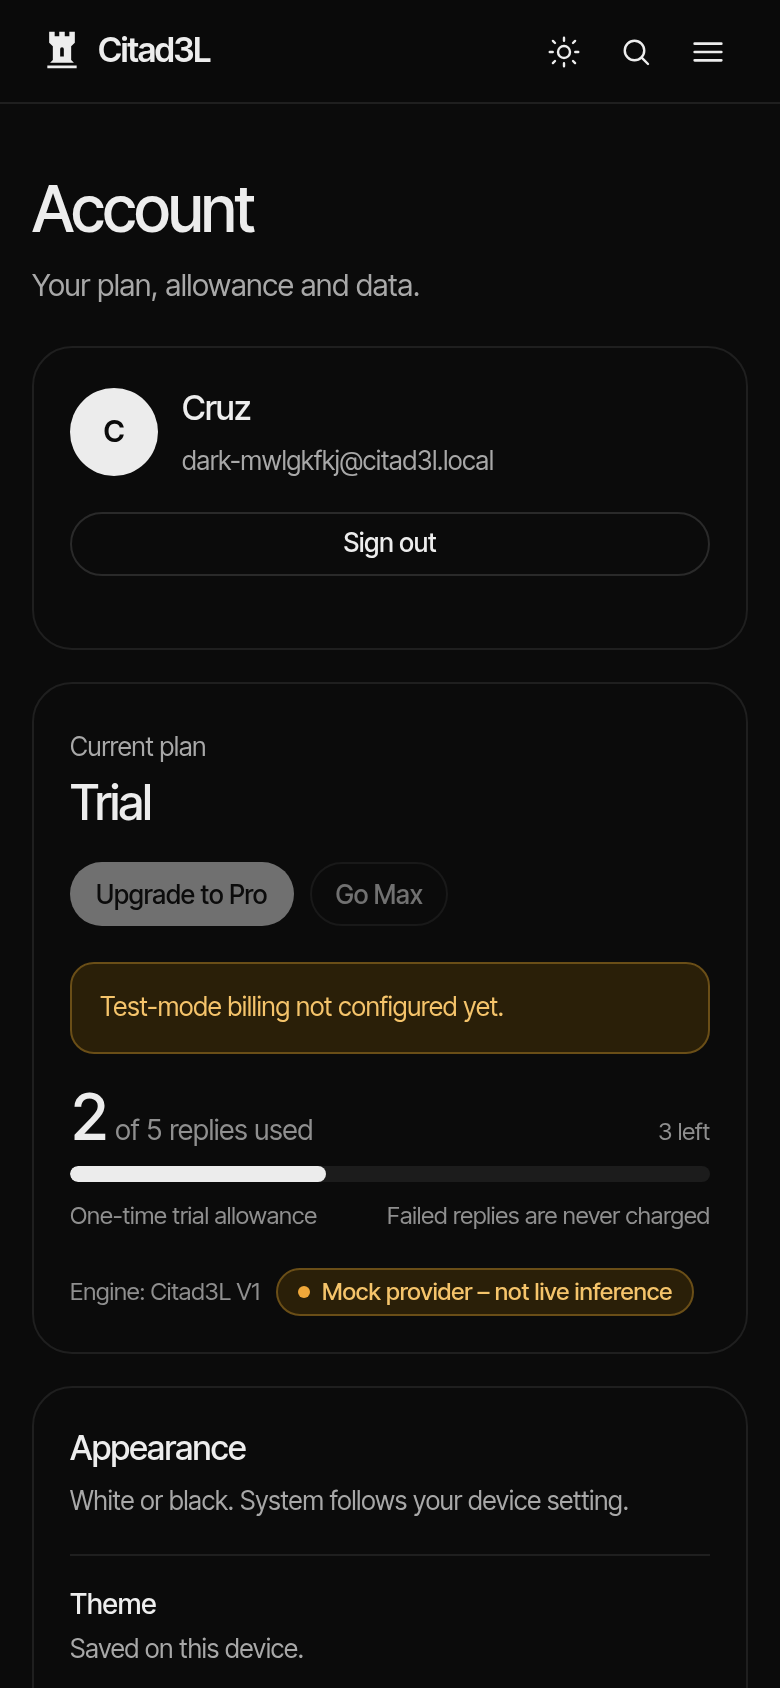 Citad3L
Account
Your plan, allowance and data.
C
Cruz
dark-mwlgkfkj@citad3l.local
Sign out
Current plan
Trial
Upgrade to Pro
Go Max
Test-mode billing not configured yet.
2 of 5 replies used
3 left
One-time trial allowance
Failed replies are never charged
Engine: Citad3L V1
Mock provider – not live inference
Appearance
White or black. System follows your device setting.
Theme
Saved on this device.